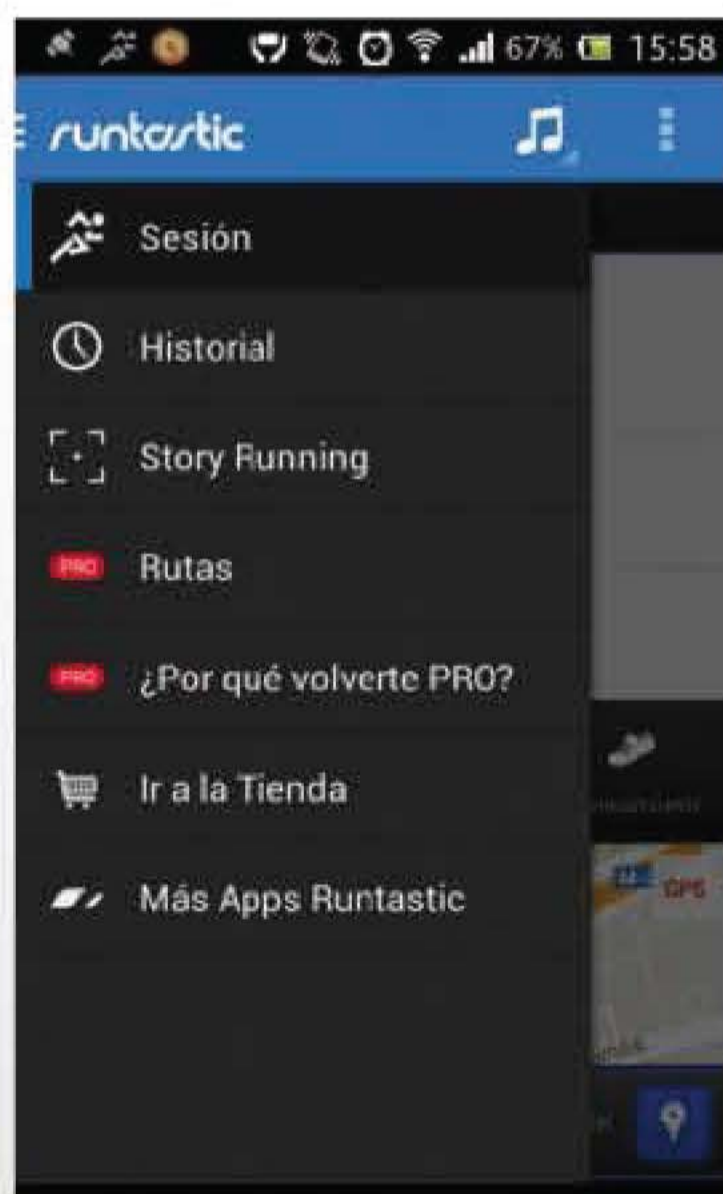 67% 15:58
runtastic
Sesión
Historial
Story Running
PRO Rutas
PRO ¿Por qué volverte PRO?
Ir a la Tienda
Más Apps Runtastic
GPS